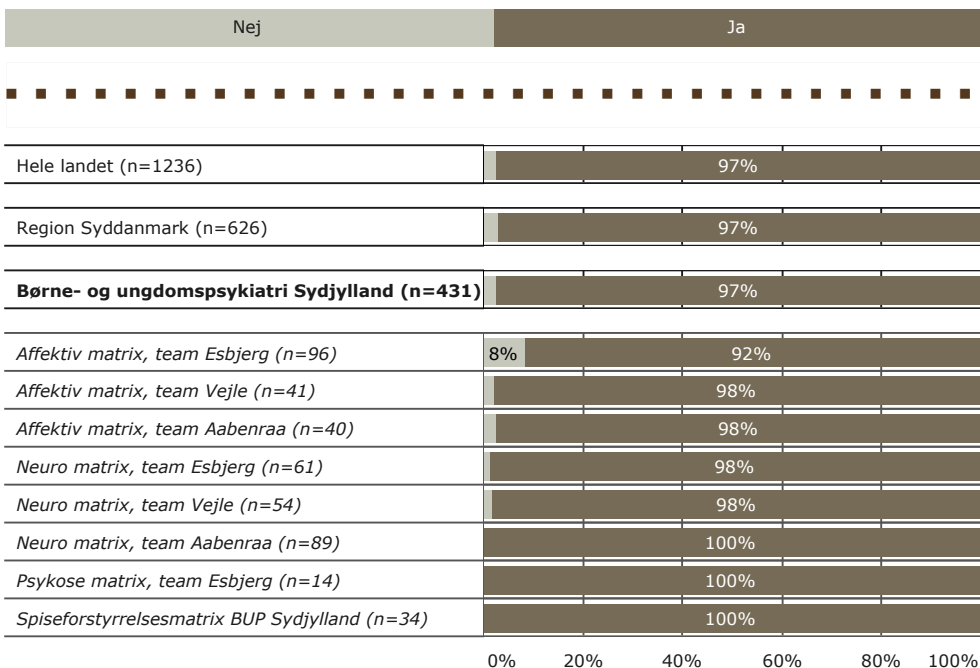 Nej Ja
Hele landet (n=1236) 97%
Region Syddanmark (n=626) 97%
Børne- og ungdomspsykiatri Sydjylland (n=431) 97%
Affektiv matrix, team Esbjerg (n=96) 8% 92%
Affektiv matrix, team Vejle (n=41) 98%
Affektiv matrix, team Aabenraa (n=40) 98%
Neuro matrix, team Esbjerg (n=61) 98%
Neuro matrix, team Vejle (n=54) 98%
Neuro matrix, team Aabenraa (n=89) 100%
Psykose matrix, team Esbjerg (n=14) 100%
Spiseforstyrrelsesmatrix BUP Sydjylland (n=34) 100%
0% 20% 40% 60% 80% 100%